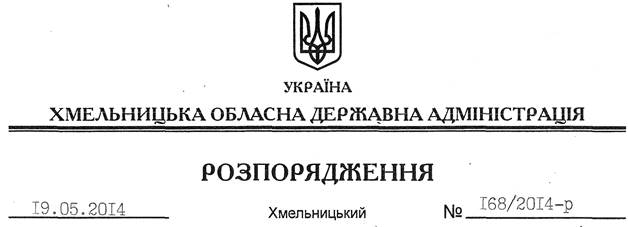 УКРАЇНА
ХМЕЛЬНИЦЬКА ОБЛАСНА ДЕРЖАВНА АДМІНІСТРАЦІЯ
РОЗПОРЯДЖЕННЯ
19.05.2014 Хмельницький № 168/2014-р